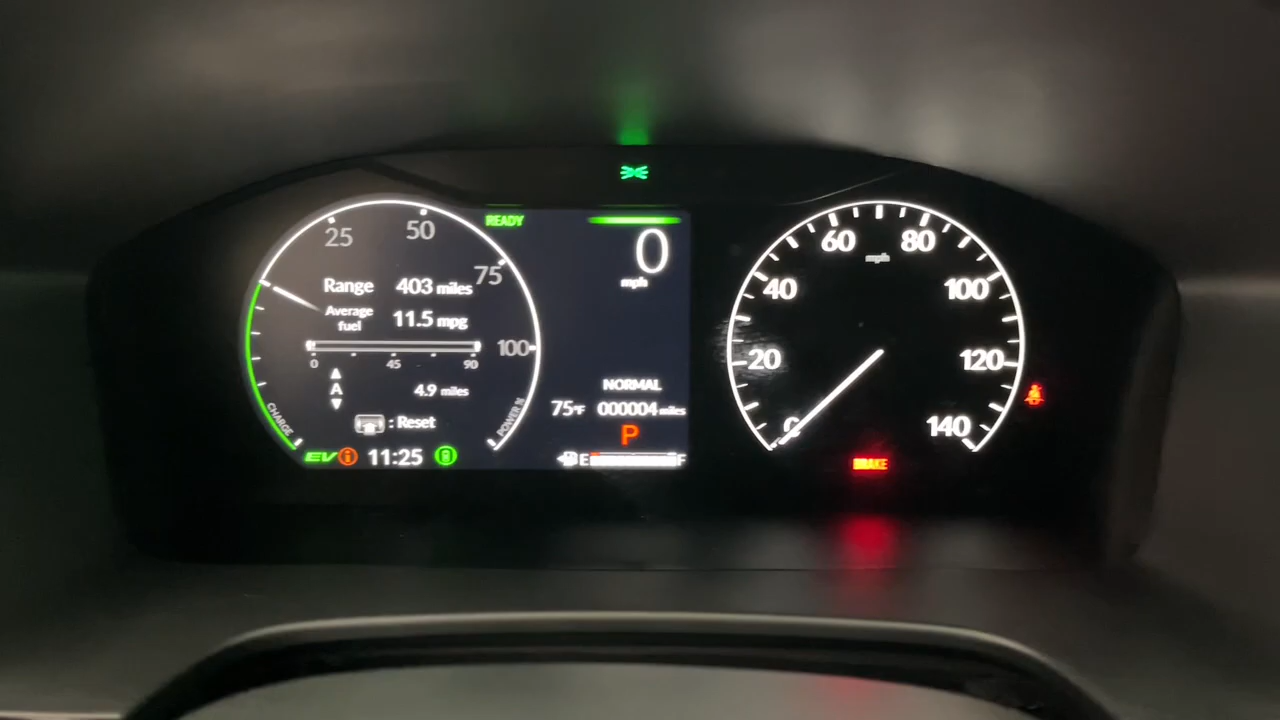 25
50
75
100
Range 403 miles
Average
fuel
11.5 mpg
0 45 90
A
4.9 miles
: Reset
CHARGE
POWER %
EV
11:25
READY
0
mph
NORMAL
75°F 000004 miles
P
E F
0
20
40
60
80
100
120
140
mph
BRAKE